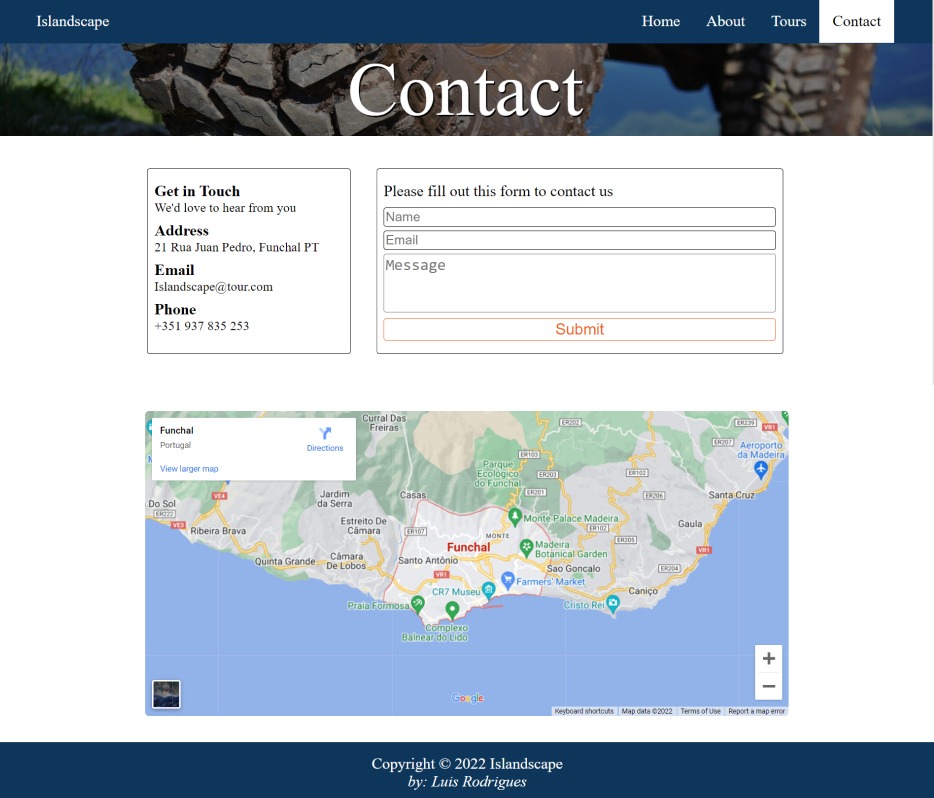 Islandscape
Home About Tours Contact
Contact
Get in Touch
We'd love to hear from you
Address
21 Rua Juan Pedro, Funchal PT
Email
Islandscape@tour.com
Phone
+351 937 835 253
Please fill out this form to contact us
Name
Email
Message
Submit
Funchal
Portugal
Directions
View larger map
Curral Das
Freiras
ER202
ER239
VR1
ER207
Aeroporto
da Madeira
ER103
Parque
Ecológico
do Funchal
ER203
ER102
ER201
VE4
Jardim
da Serra
Casas
ER206
Santa Cruz
Do Sol
ER222
VE3
Ribeira Brava
Estreito De
Câmara
ER107
MONTE
Monte Palace Madeira
ER102
Gaula
ER205
Funchal
Madeira
Botanical Garden
VR1
Quinta Grande
Câmara
De Lobos
Santo António
Sao Goncalo
ER204
VR1
Farmers' Market
CR7 Museu
Caniço
Praia Formosa
Cristo Rei
Complexo
Balnear do Lido
Google
Keyboard shortcuts Map data ©2022 Terms of Use Report a map error
Copyright © 2022 Islandscape
by: Luis Rodrigues